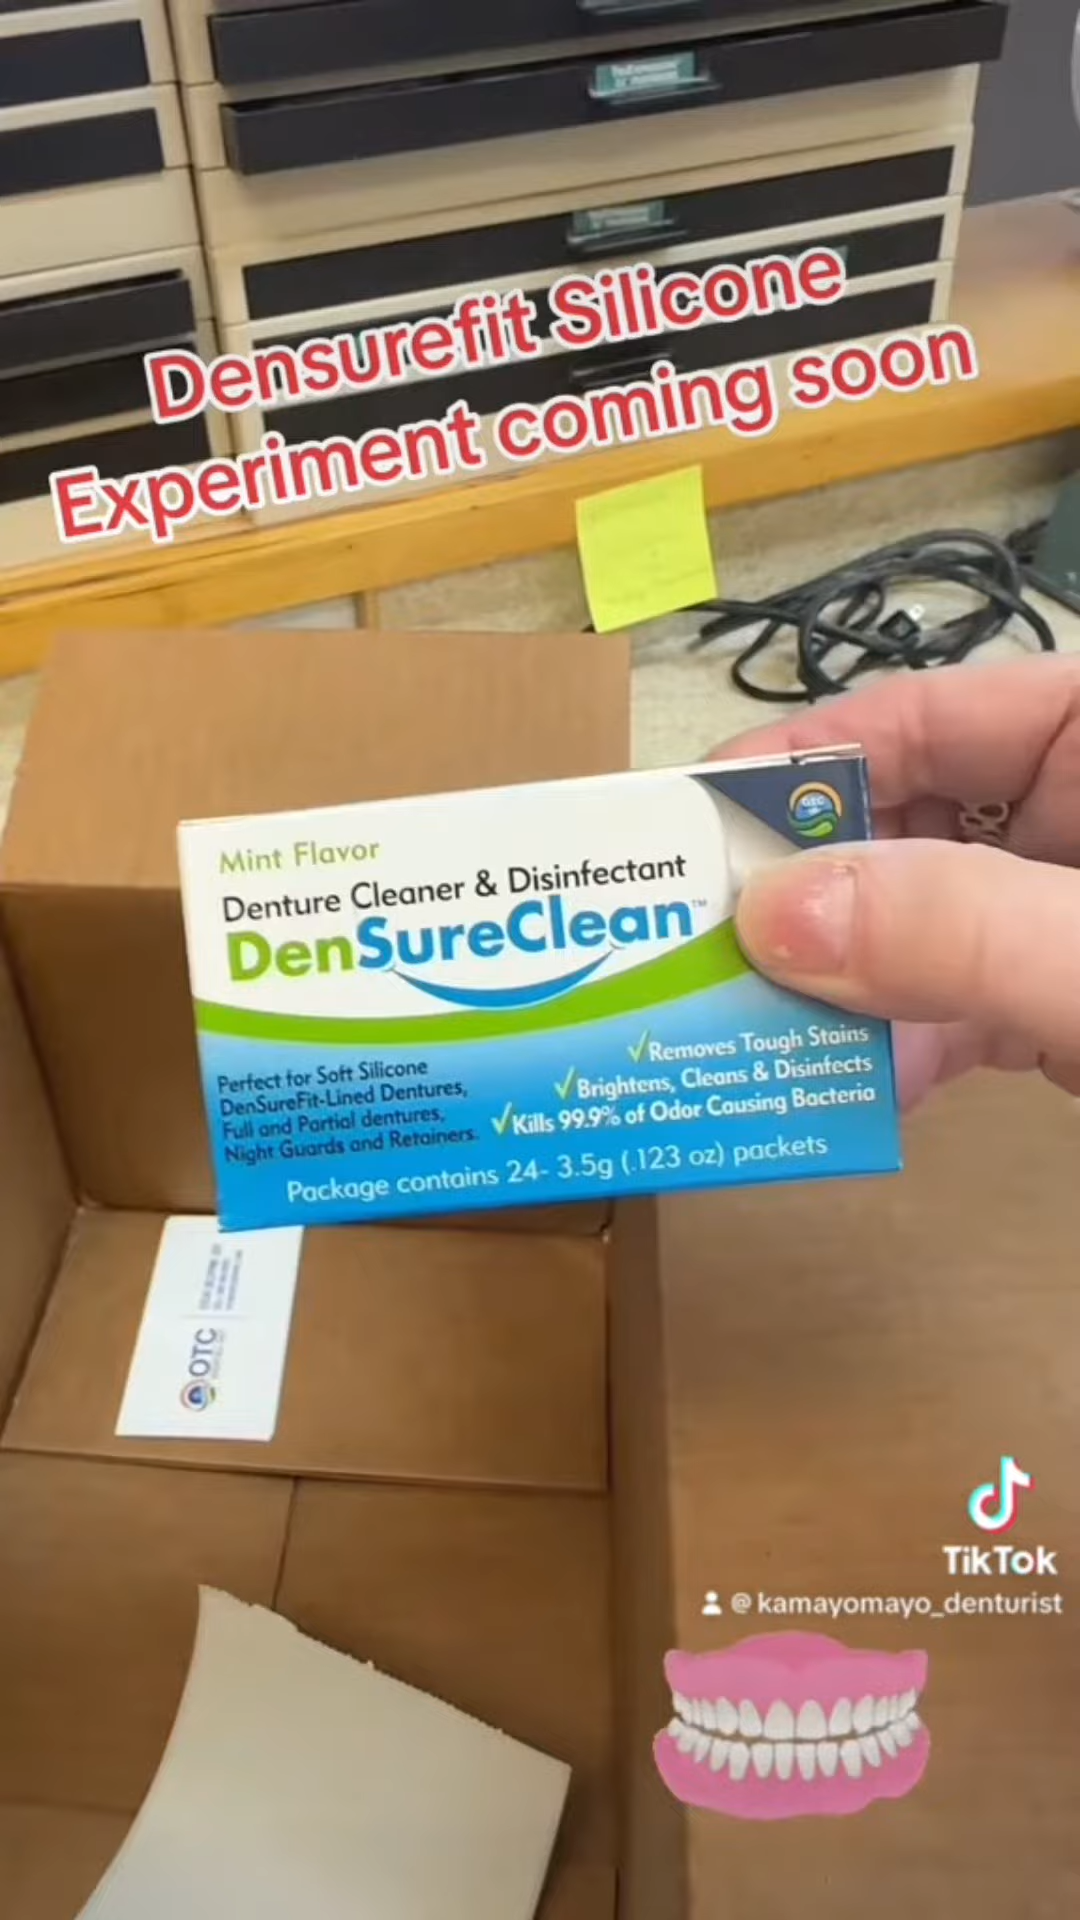 Densurefit Silicone
Experiment coming soon
Mint Flavor
Denture Cleaner & Disinfectant
DenSureClean™
Perfect for Soft Silicone
DenSureFit-Lined Dentures,
Full and Partial dentures,
Night Guards and Retainers.
√Removes Tough Stains
√Brightens, Cleans & Disinfects
√Kills 99.9% of Odor Causing Bacteria
Package contains 24- 3.5g (.123 oz) packets
OTC
OTC
TikTok
@kamayomayo_denturist